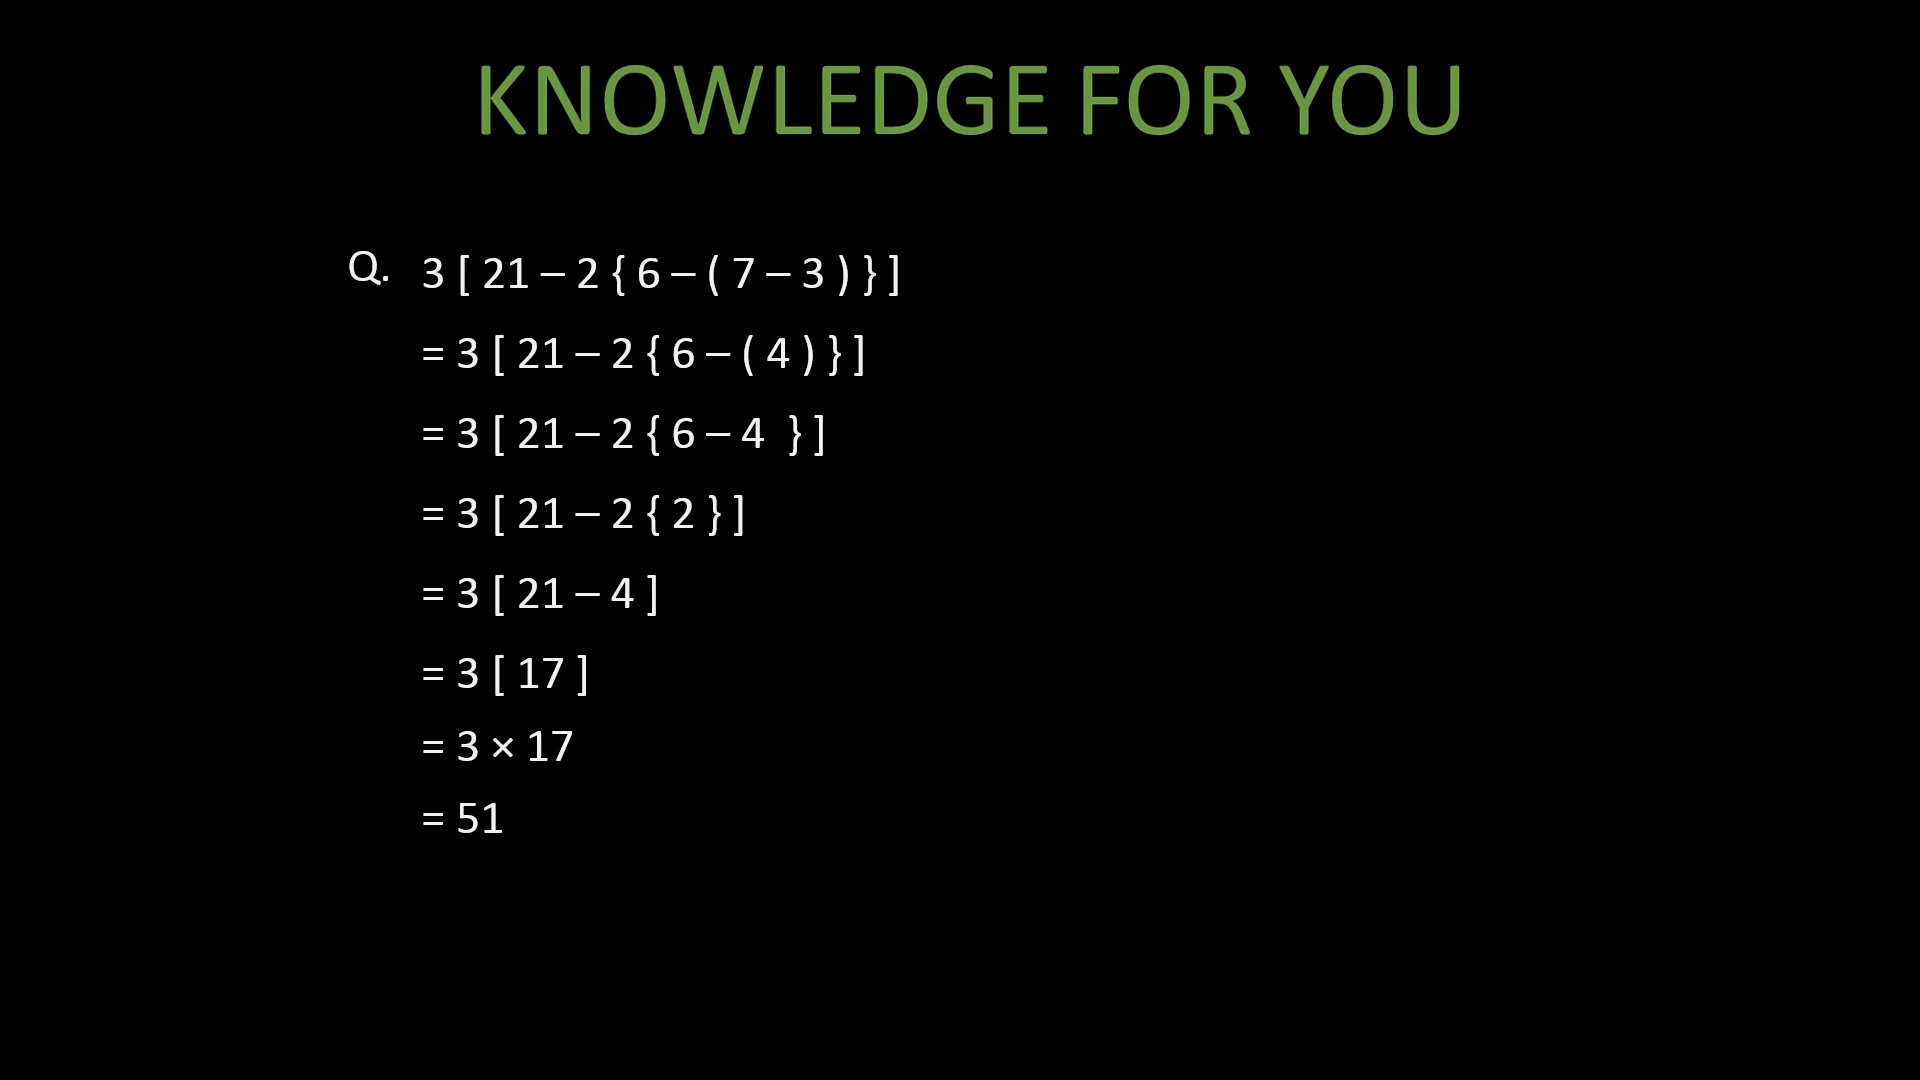 KNOWLEDGE FOR YOU
Q. 3 [ 21 – 2 { 6 – ( 7 – 3 ) } ]
= 3 [ 21 – 2 { 6 – ( 4 ) } ]
= 3 [ 21 – 2 { 6 – 4  } ]
= 3 [ 21 – 2 { 2 } ]
= 3 [ 21 – 4 ]
= 3 [ 17 ]
= 3 × 17
= 51